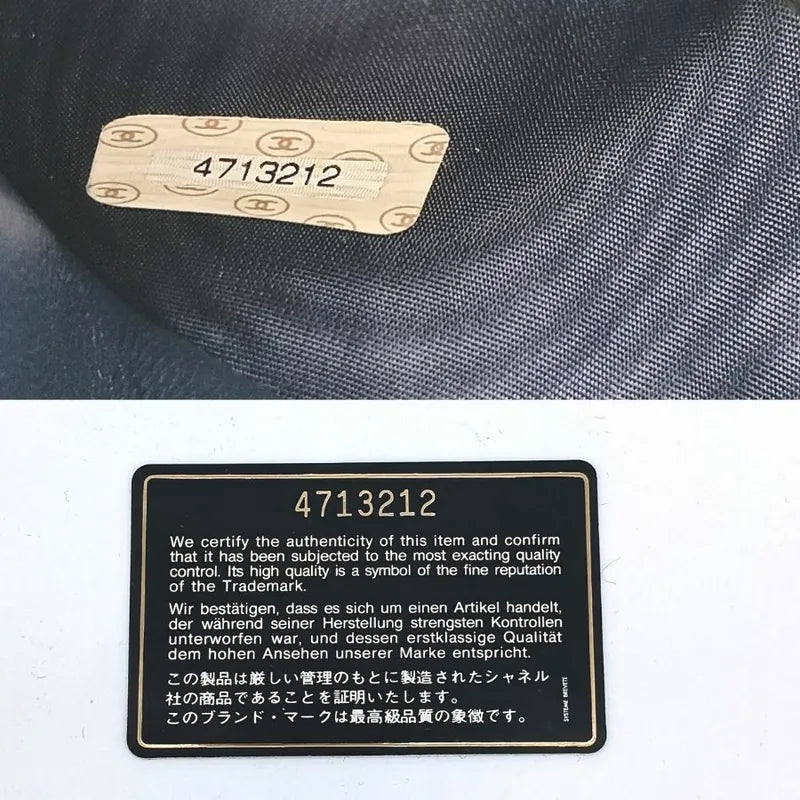 4713212
4713212
We certify the authenticity of this item and confirm
that it has been subjected to the most exacting quality
control. Its high quality is a symbol of the fine reputation
of the Trademark.
Wir bestätigen, dass es sich um einen Artikel handelt,
der während seiner Herstellung strengsten Kontrollen
unterworfen war, und dessen erstklassige Qualität
dem hohen Ansehen unserer Marke entspricht.
この製品は厳しい管理のもとに製造されたシャネル
社の商品であることを証明いたします。
このブランド・マークは最高級品質の象徴です。
SYSTEME BREVETE